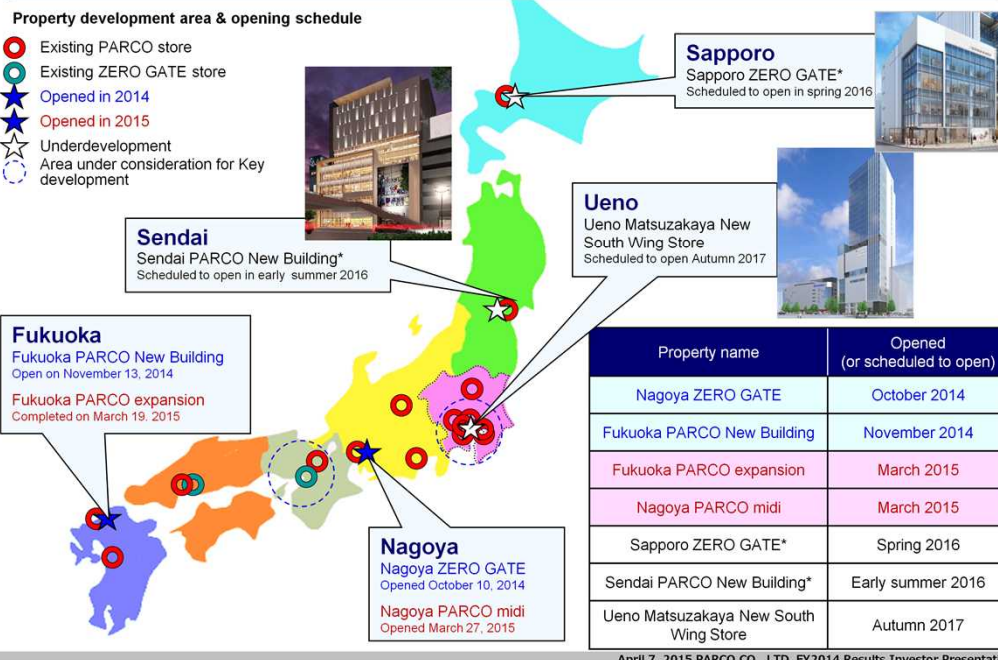 Property development area & opening schedule
Existing PARCO store
Existing ZERO GATE store
Opened in 2014
Opened in 2015
Underdevelopment
Area under consideration for Key
development
Sapporo
Sapporo ZERO GATE*
Scheduled to open in spring 2016
Ueno
Ueno Matsuzakaya New
South Wing Store
Scheduled to open Autumn 2017
Sendai
Sendai PARCO New Building*
Scheduled to open in early summer 2016
Fukuoka
Fukuoka PARCO New Building
Open on November 13, 2014
Fukuoka PARCO expansion
Completed on March 19. 2015
Nagoya
Nagoya ZERO GATE
Opened October 10, 2014
Nagoya PARCO midi
Opened March 27, 2015
Property name
Opened
(or scheduled to open)
Nagoya ZERO GATE
October 2014
Fukuoka PARCO New Building
November 2014
Fukuoka PARCO expansion
March 2015
Nagoya PARCO midi
March 2015
Sapporo ZERO GATE*
Spring 2016
Sendai PARCO New Building*
Early summer 2016
Ueno Matsuzakaya New South
Wing Store
Autumn 2017
April 7, 2015 PARCO CO., LTD. FY2014 Results Investor Presentat